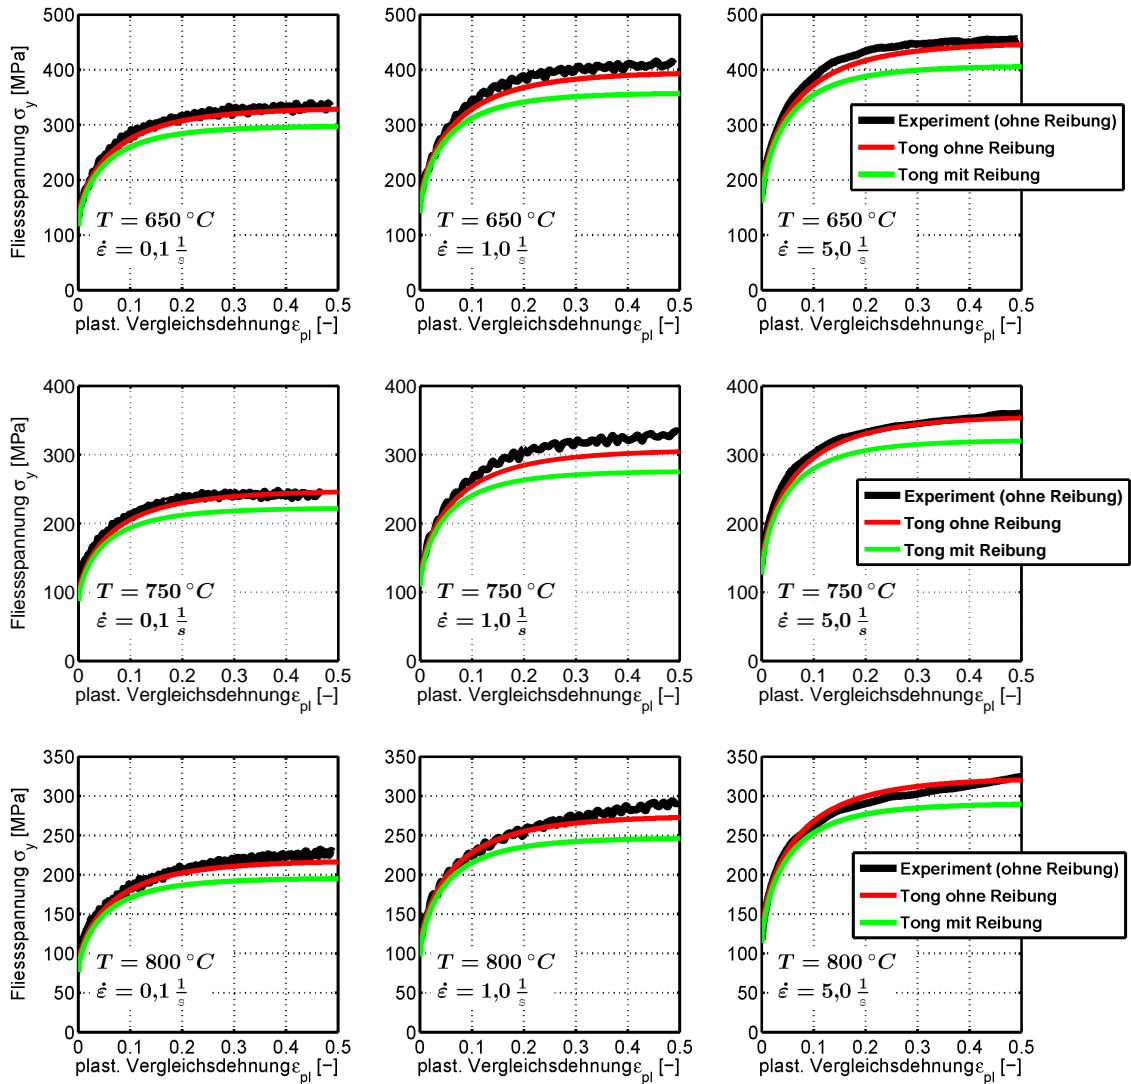 500
400
300
200
100
0
Fliessspannung σy [MPa]
T = 650 °C
ε̇ = 0,1 1/s
0 0.1 0.2 0.3 0.4 0.5
plast. Vergleichsdehnung εpl [–]
500
400
300
200
100
0
T = 650 °C
ε̇ = 1,0 1/s
0 0.1 0.2 0.3 0.4 0.5
plast. Vergleichsdehnung εpl [–]
500
400
300
200
100
0
Experiment (ohne Reibung)
Tong ohne Reibung
Tong mit Reibung
T = 650 °C
ε̇ = 5,0 1/s
0 0.1 0.2 0.3 0.4 0.5
plast. Vergleichsdehnung εpl [–]
400
300
200
100
0
Fliessspannung σy [MPa]
T = 750 °C
ε̇ = 0,1 1/s
0 0.1 0.2 0.3 0.4 0.5
plast. Vergleichsdehnung εpl [–]
400
300
200
100
0
T = 750 °C
ε̇ = 1,0 1/s
0 0.1 0.2 0.3 0.4 0.5
plast. Vergleichsdehnung εpl [–]
400
300
200
100
0
Experiment (ohne Reibung)
Tong ohne Reibung
Tong mit Reibung
T = 750 °C
ε̇ = 5,0 1/s
0 0.1 0.2 0.3 0.4 0.5
plast. Vergleichsdehnung εpl [–]
350
300
250
200
150
100
50
0
Fliessspannung σy [MPa]
T = 800 °C
ε̇ = 0,1 1/s
0 0.1 0.2 0.3 0.4 0.5
plast. Vergleichsdehnung εpl [–]
350
300
250
200
150
100
50
0
T = 800 °C
ε̇ = 1,0 1/s
0 0.1 0.2 0.3 0.4 0.5
plast. Vergleichsdehnung εpl [–]
350
300
250
200
150
100
50
0
Experiment (ohne Reibung)
Tong ohne Reibung
Tong mit Reibung
T = 800 °C
ε̇ = 5,0 1/s
0 0.1 0.2 0.3 0.4 0.5
plast. Vergleichsdehnung εpl [–]